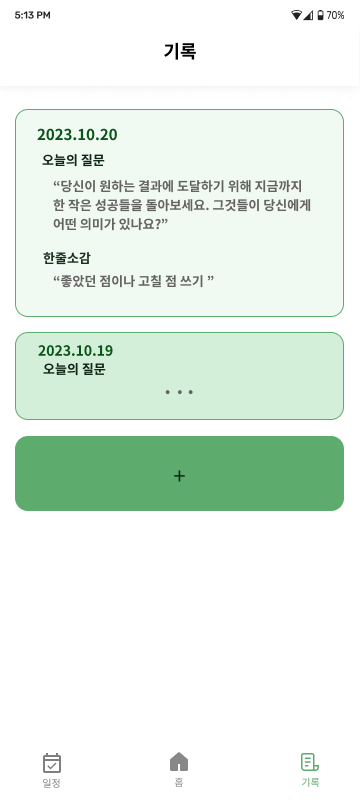 5:13 PM 70%
기록
2023.10.20
오늘의 질문
“당신이 원하는 결과에 도달하기 위해 지금까지
한 작은 성공들을 돌아보세요. 그것들이 당신에게
어떤 의미가 있나요?”
한줄소감
“좋았던 점이나 고칠 점 쓰기 ”
2023.10.19
오늘의 질문
• • •
+
일정 홈 기록